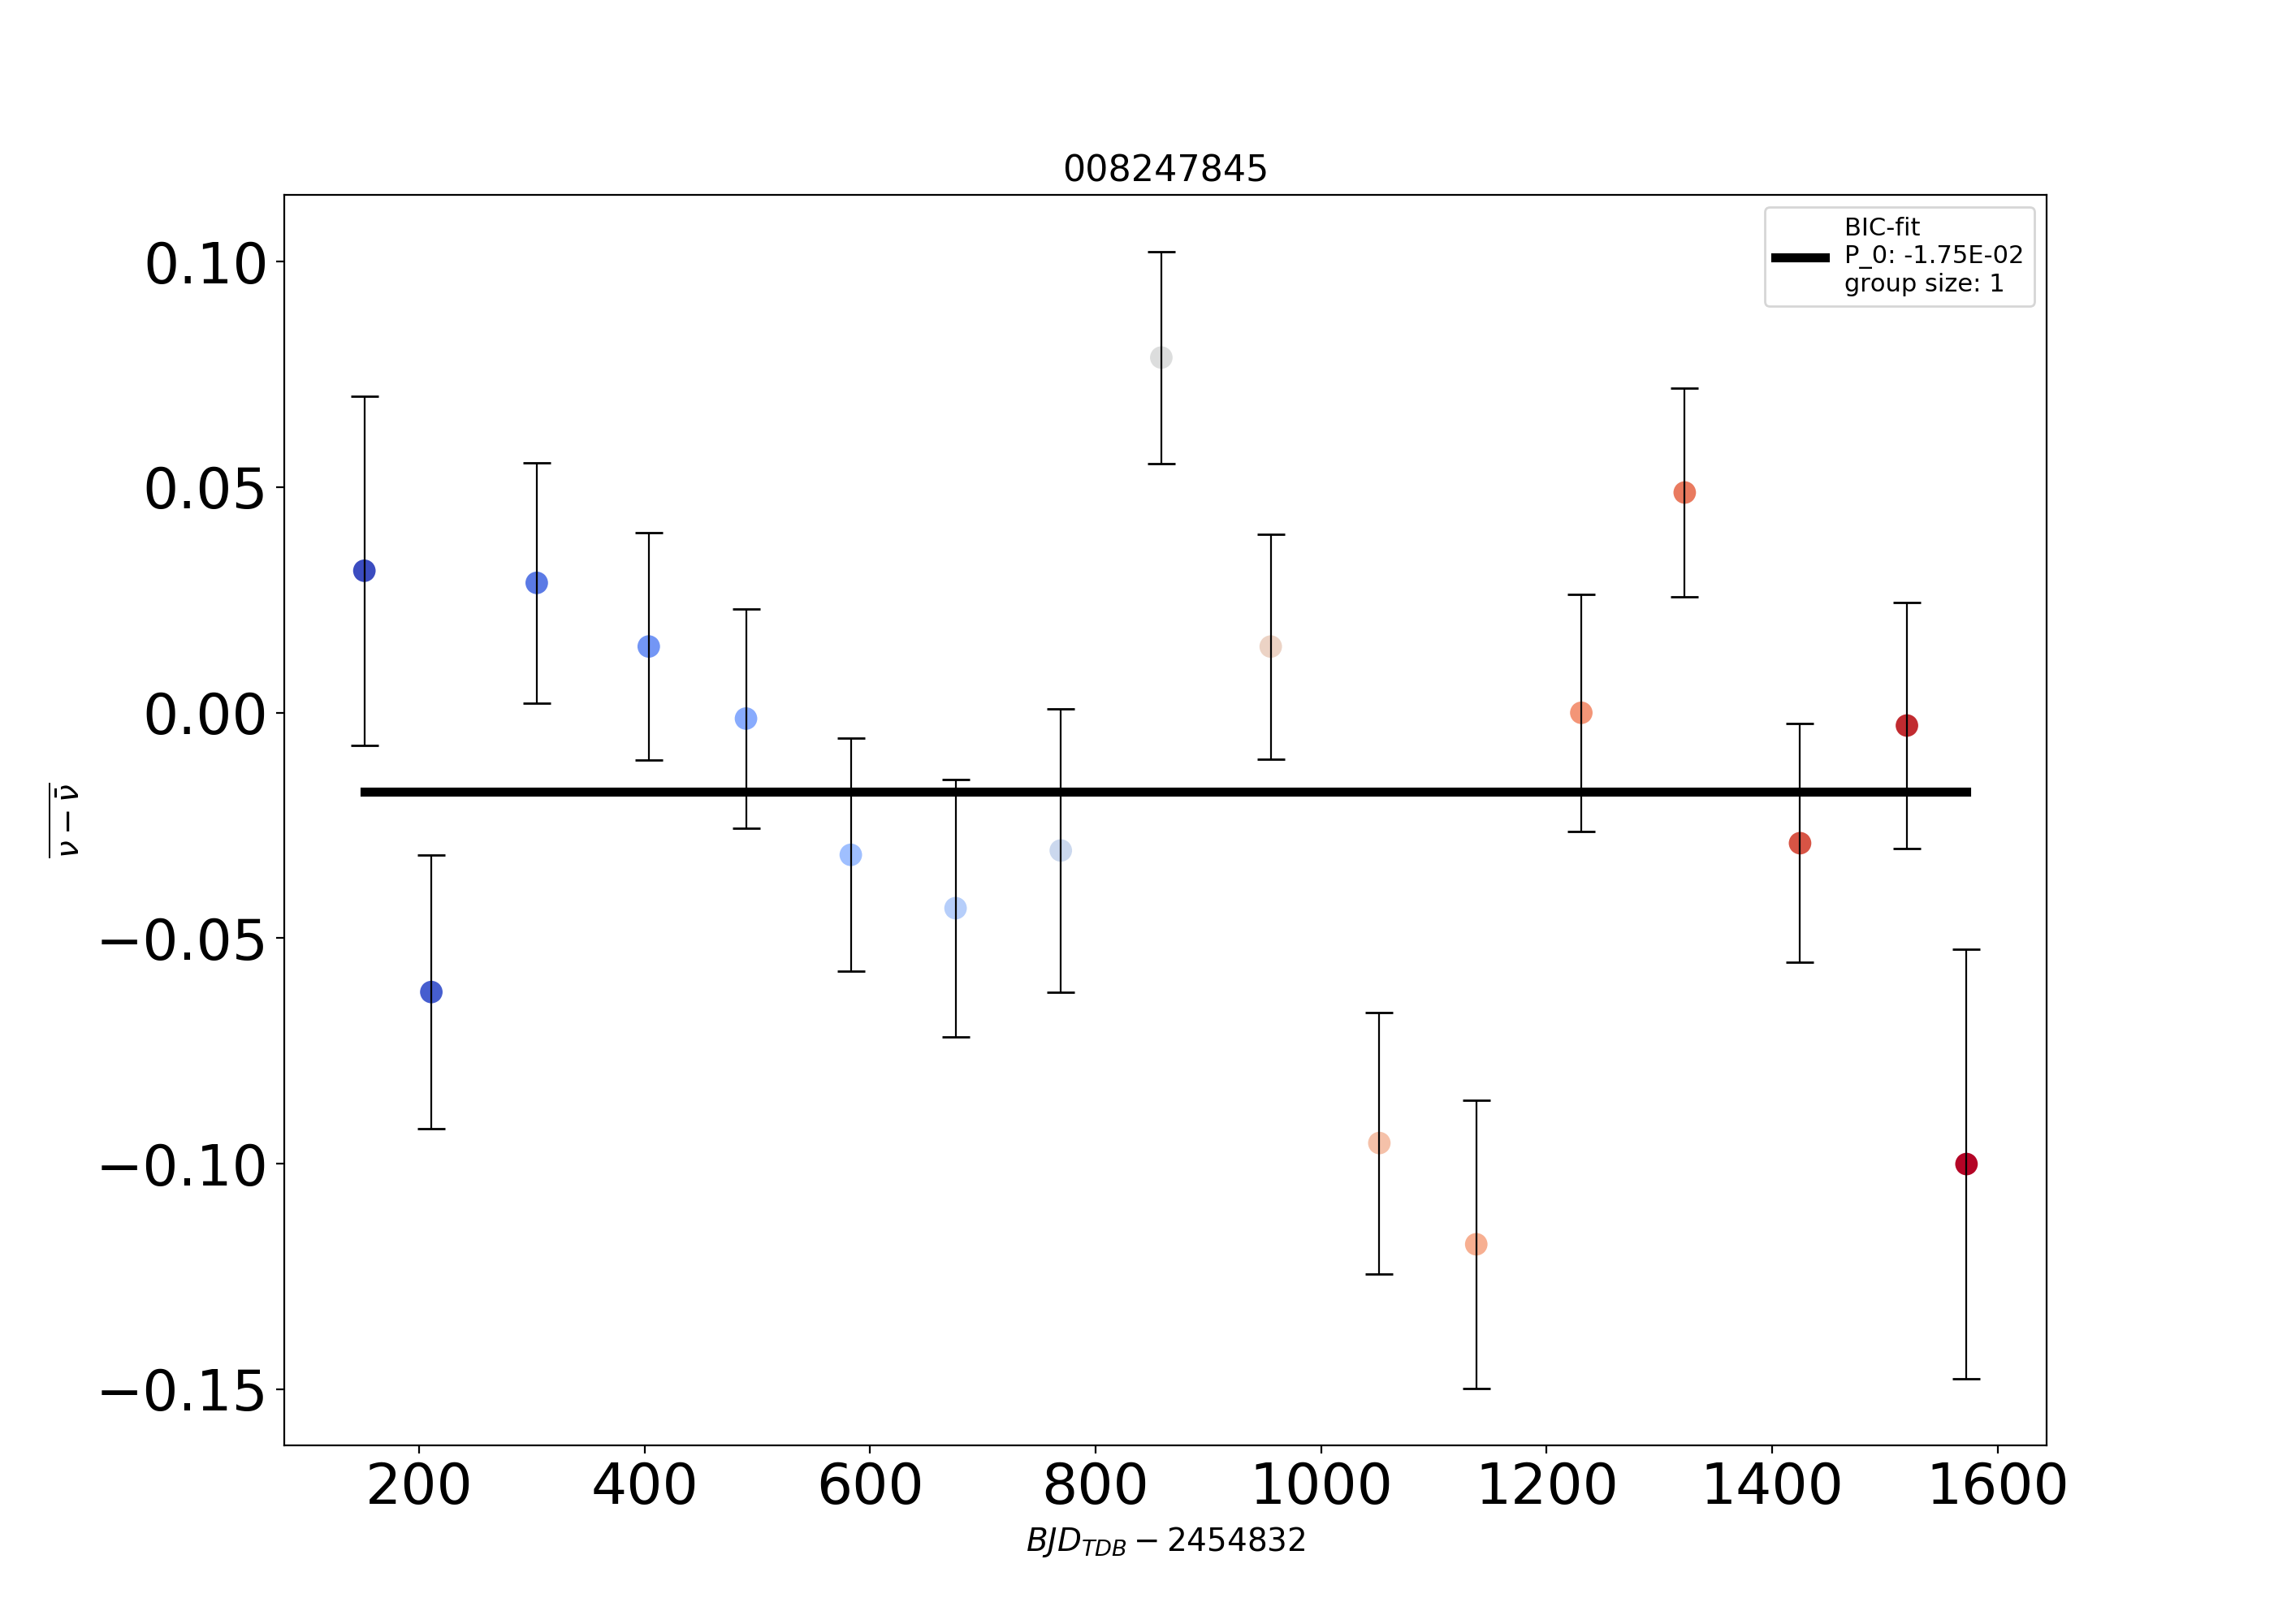 008247845
BIC-fit
P_0: -1.75E-02
group size: 1
0.10
0.05
0.00
−0.05
−0.10
−0.15
ν − ν̄
200 400 600 800 1000 1200 1400 1600
BJD_TDB − 2454832